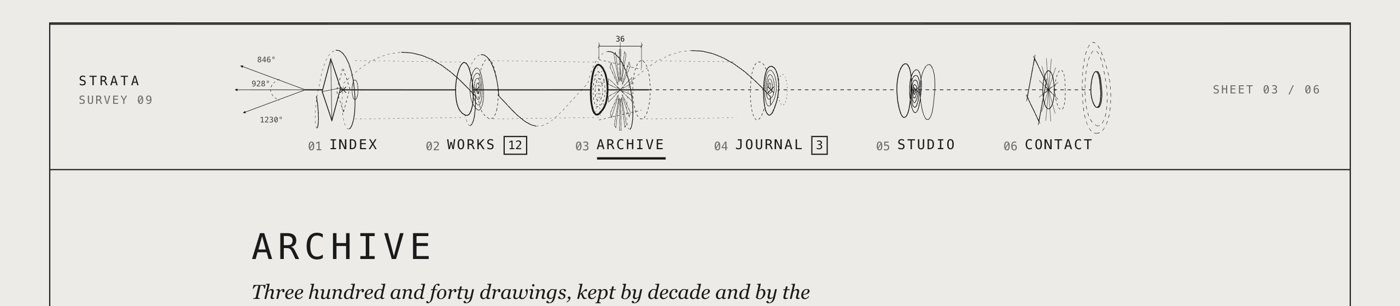 36
846°
928°
1230°
STRATA
SURVEY 09
SHEET 03 / 06
01 INDEX
02 WORKS 12
03 ARCHIVE
04 JOURNAL 3
05 STUDIO
06 CONTACT
ARCHIVE
Three hundred and forty drawings, kept by decade and by the